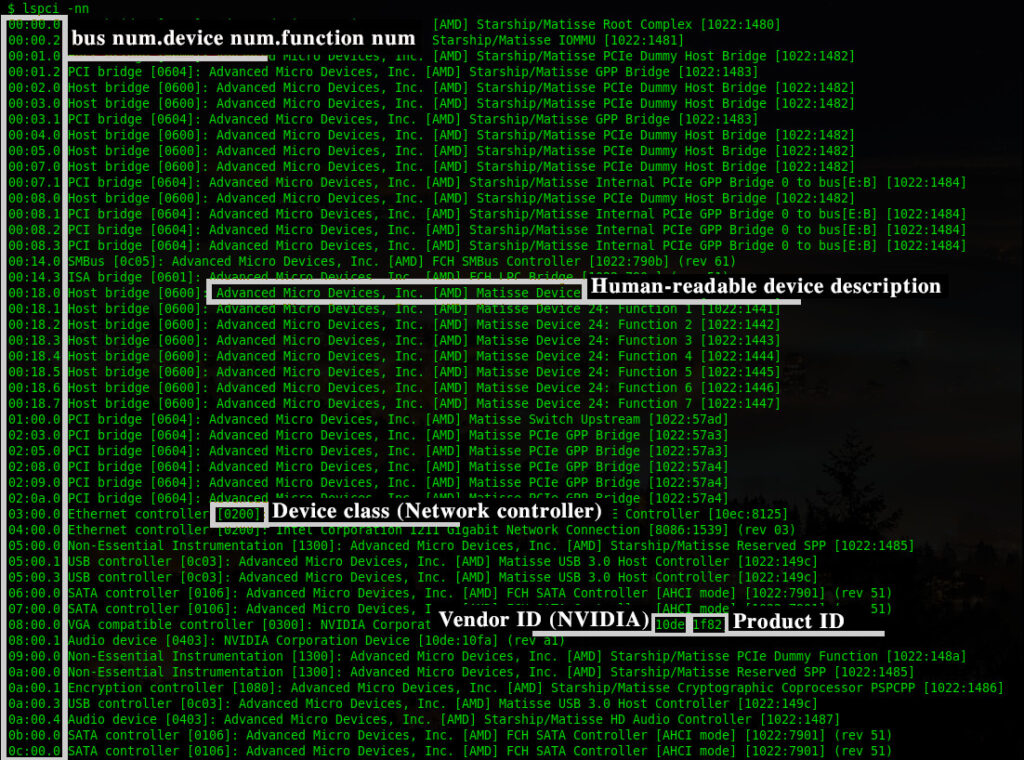 $ lspci -nn
00:00.0 [AMD] Starship/Matisse Root Complex [1022:1480]
bus num.device num.function num
00:00.2 Starship/Matisse IOMMU [1022:1481]
00:01.0 Host bridge [0600]: Advanced Micro Devices, Inc. [AMD] Starship/Matisse PCIe Dummy Host Bridge [1022:1482]
00:01.2 PCI bridge [0604]: Advanced Micro Devices, Inc. [AMD] Starship/Matisse GPP Bridge [1022:1483]
00:02.0 Host bridge [0600]: Advanced Micro Devices, Inc. [AMD] Starship/Matisse PCIe Dummy Host Bridge [1022:1482]
00:03.0 Host bridge [0600]: Advanced Micro Devices, Inc. [AMD] Starship/Matisse PCIe Dummy Host Bridge [1022:1482]
00:03.1 PCI bridge [0604]: Advanced Micro Devices, Inc. [AMD] Starship/Matisse GPP Bridge [1022:1483]
00:04.0 Host bridge [0600]: Advanced Micro Devices, Inc. [AMD] Starship/Matisse PCIe Dummy Host Bridge [1022:1482]
00:05.0 Host bridge [0600]: Advanced Micro Devices, Inc. [AMD] Starship/Matisse PCIe Dummy Host Bridge [1022:1482]
00:07.0 Host bridge [0600]: Advanced Micro Devices, Inc. [AMD] Starship/Matisse PCIe Dummy Host Bridge [1022:1482]
00:07.1 PCI bridge [0604]: Advanced Micro Devices, Inc. [AMD] Starship/Matisse Internal PCIe GPP Bridge 0 to bus[E:B] [1022:1484]
00:08.0 Host bridge [0600]: Advanced Micro Devices, Inc. [AMD] Starship/Matisse PCIe Dummy Host Bridge [1022:1482]
00:08.1 PCI bridge [0604]: Advanced Micro Devices, Inc. [AMD] Starship/Matisse Internal PCIe GPP Bridge 0 to bus[E:B] [1022:1484]
00:08.2 PCI bridge [0604]: Advanced Micro Devices, Inc. [AMD] Starship/Matisse Internal PCIe GPP Bridge 0 to bus[E:B] [1022:1484]
00:08.3 PCI bridge [0604]: Advanced Micro Devices, Inc. [AMD] Starship/Matisse Internal PCIe GPP Bridge 0 to bus[E:B] [1022:1484]
00:14.0 SMBus [0c05]: Advanced Micro Devices, Inc. [AMD] FCH SMBus Controller [1022:790b] (rev 61)
00:14.3 ISA bridge [0601]: Advanced Micro Devices, Inc. [AMD] FCH LPC Bridge
00:18.0 Host bridge [0600]: Advanced Micro Devices, Inc. [AMD] Matisse Device
Human-readable device description
00:18.1 Host bridge [0600]: Advanced Micro Devices, Inc. [AMD] Matisse Device 24: Function 1 [1022:1441]
00:18.2 Host bridge [0600]: Advanced Micro Devices, Inc. [AMD] Matisse Device 24: Function 2 [1022:1442]
00:18.3 Host bridge [0600]: Advanced Micro Devices, Inc. [AMD] Matisse Device 24: Function 3 [1022:1443]
00:18.4 Host bridge [0600]: Advanced Micro Devices, Inc. [AMD] Matisse Device 24: Function 4 [1022:1444]
00:18.5 Host bridge [0600]: Advanced Micro Devices, Inc. [AMD] Matisse Device 24: Function 5 [1022:1445]
00:18.6 Host bridge [0600]: Advanced Micro Devices, Inc. [AMD] Matisse Device 24: Function 6 [1022:1446]
00:18.7 Host bridge [0600]: Advanced Micro Devices, Inc. [AMD] Matisse Device 24: Function 7 [1022:1447]
01:00.0 PCI bridge [0604]: Advanced Micro Devices, Inc. [AMD] Matisse Switch Upstream [1022:57ad]
02:03.0 PCI bridge [0604]: Advanced Micro Devices, Inc. [AMD] Matisse PCIe GPP Bridge [1022:57a3]
02:05.0 PCI bridge [0604]: Advanced Micro Devices, Inc. [AMD] Matisse PCIe GPP Bridge [1022:57a3]
02:08.0 PCI bridge [0604]: Advanced Micro Devices, Inc. [AMD] Matisse PCIe GPP Bridge [1022:57a4]
02:09.0 PCI bridge [0604]: Advanced Micro Devices, Inc. [AMD] Matisse PCIe GPP Bridge [1022:57a4]
02:0a.0 PCI bridge [0604]: Advanced Micro Devices, Inc. [AMD] Matisse PCIe GPP Bridge [1022:57a4]
03:00.0 Ethernet controller [0200]: Device class (Network controller) E Controller [10ec:8125]
04:00.0 Ethernet controller [0200]: Intel Corporation I211 Gigabit Network Connection [8086:1539] (rev 03)
05:00.0 Non-Essential Instrumentation [1300]: Advanced Micro Devices, Inc. [AMD] Starship/Matisse Reserved SPP [1022:1485]
05:00.1 USB controller [0c03]: Advanced Micro Devices, Inc. [AMD] Matisse USB 3.0 Host Controller [1022:149c]
05:00.3 USB controller [0c03]: Advanced Micro Devices, Inc. [AMD] Matisse USB 3.0 Host Controller [1022:149c]
06:00.0 SATA controller [0106]: Advanced Micro Devices, Inc. [AMD] FCH SATA Controller [AHCI mode] [1022:7901] (rev 51)
07:00.0 SATA controller [0106]: Advanced Micro Devices, I FCH SATA Controller [AHCI mode] 51)
08:00.0 VGA compatible controller [0300]: NVIDIA Corporat
Vendor ID (NVIDIA) 10de 1f82 Product ID
08:00.1 Audio device [0403]: NVIDIA Corporation Device [10de:10fa] (rev a1)
09:00.0 Non-Essential Instrumentation [1300]: Advanced Micro Devices, Inc. [AMD] Starship/Matisse PCIe Dummy Function [1022:148a]
0a:00.0 Non-Essential Instrumentation [1300]: Advanced Micro Devices, Inc. [AMD] Starship/Matisse Reserved SPP [1022:1485]
0a:00.1 Encryption controller [1080]: Advanced Micro Devices, Inc. [AMD] Starship/Matisse Cryptographic Coprocessor PSPCPP [1022:1486]
0a:00.3 USB controller [0c03]: Advanced Micro Devices, Inc. [AMD] Matisse USB 3.0 Host Controller [1022:149c]
0a:00.4 Audio device [0403]: Advanced Micro Devices, Inc. [AMD] Starship/Matisse HD Audio Controller [1022:1487]
0b:00.0 SATA controller [0106]: Advanced Micro Devices, Inc. [AMD] FCH SATA Controller [AHCI mode] [1022:7901] (rev 51)
0c:00.0 SATA controller [0106]: Advanced Micro Devices, Inc. [AMD] FCH SATA Controller [AHCI mode] [1022:7901] (rev 51)